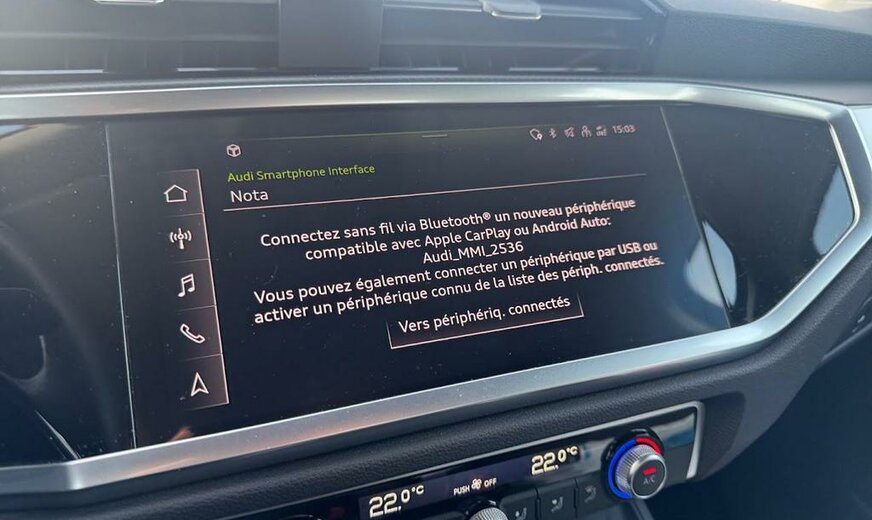 15:03
Audi Smartphone Interface
Nota
Connectez sans fil via Bluetooth® un nouveau périphérique
compatible avec Apple CarPlay ou Android Auto:
Audi_MMI_2536
Vous pouvez également connecter un périphérique par USB ou
activer un périphérique connu de la liste des périph. connectés.
Vers périphériq. connectés
22.0°C
PUSH OFF
22.0°C
A/C